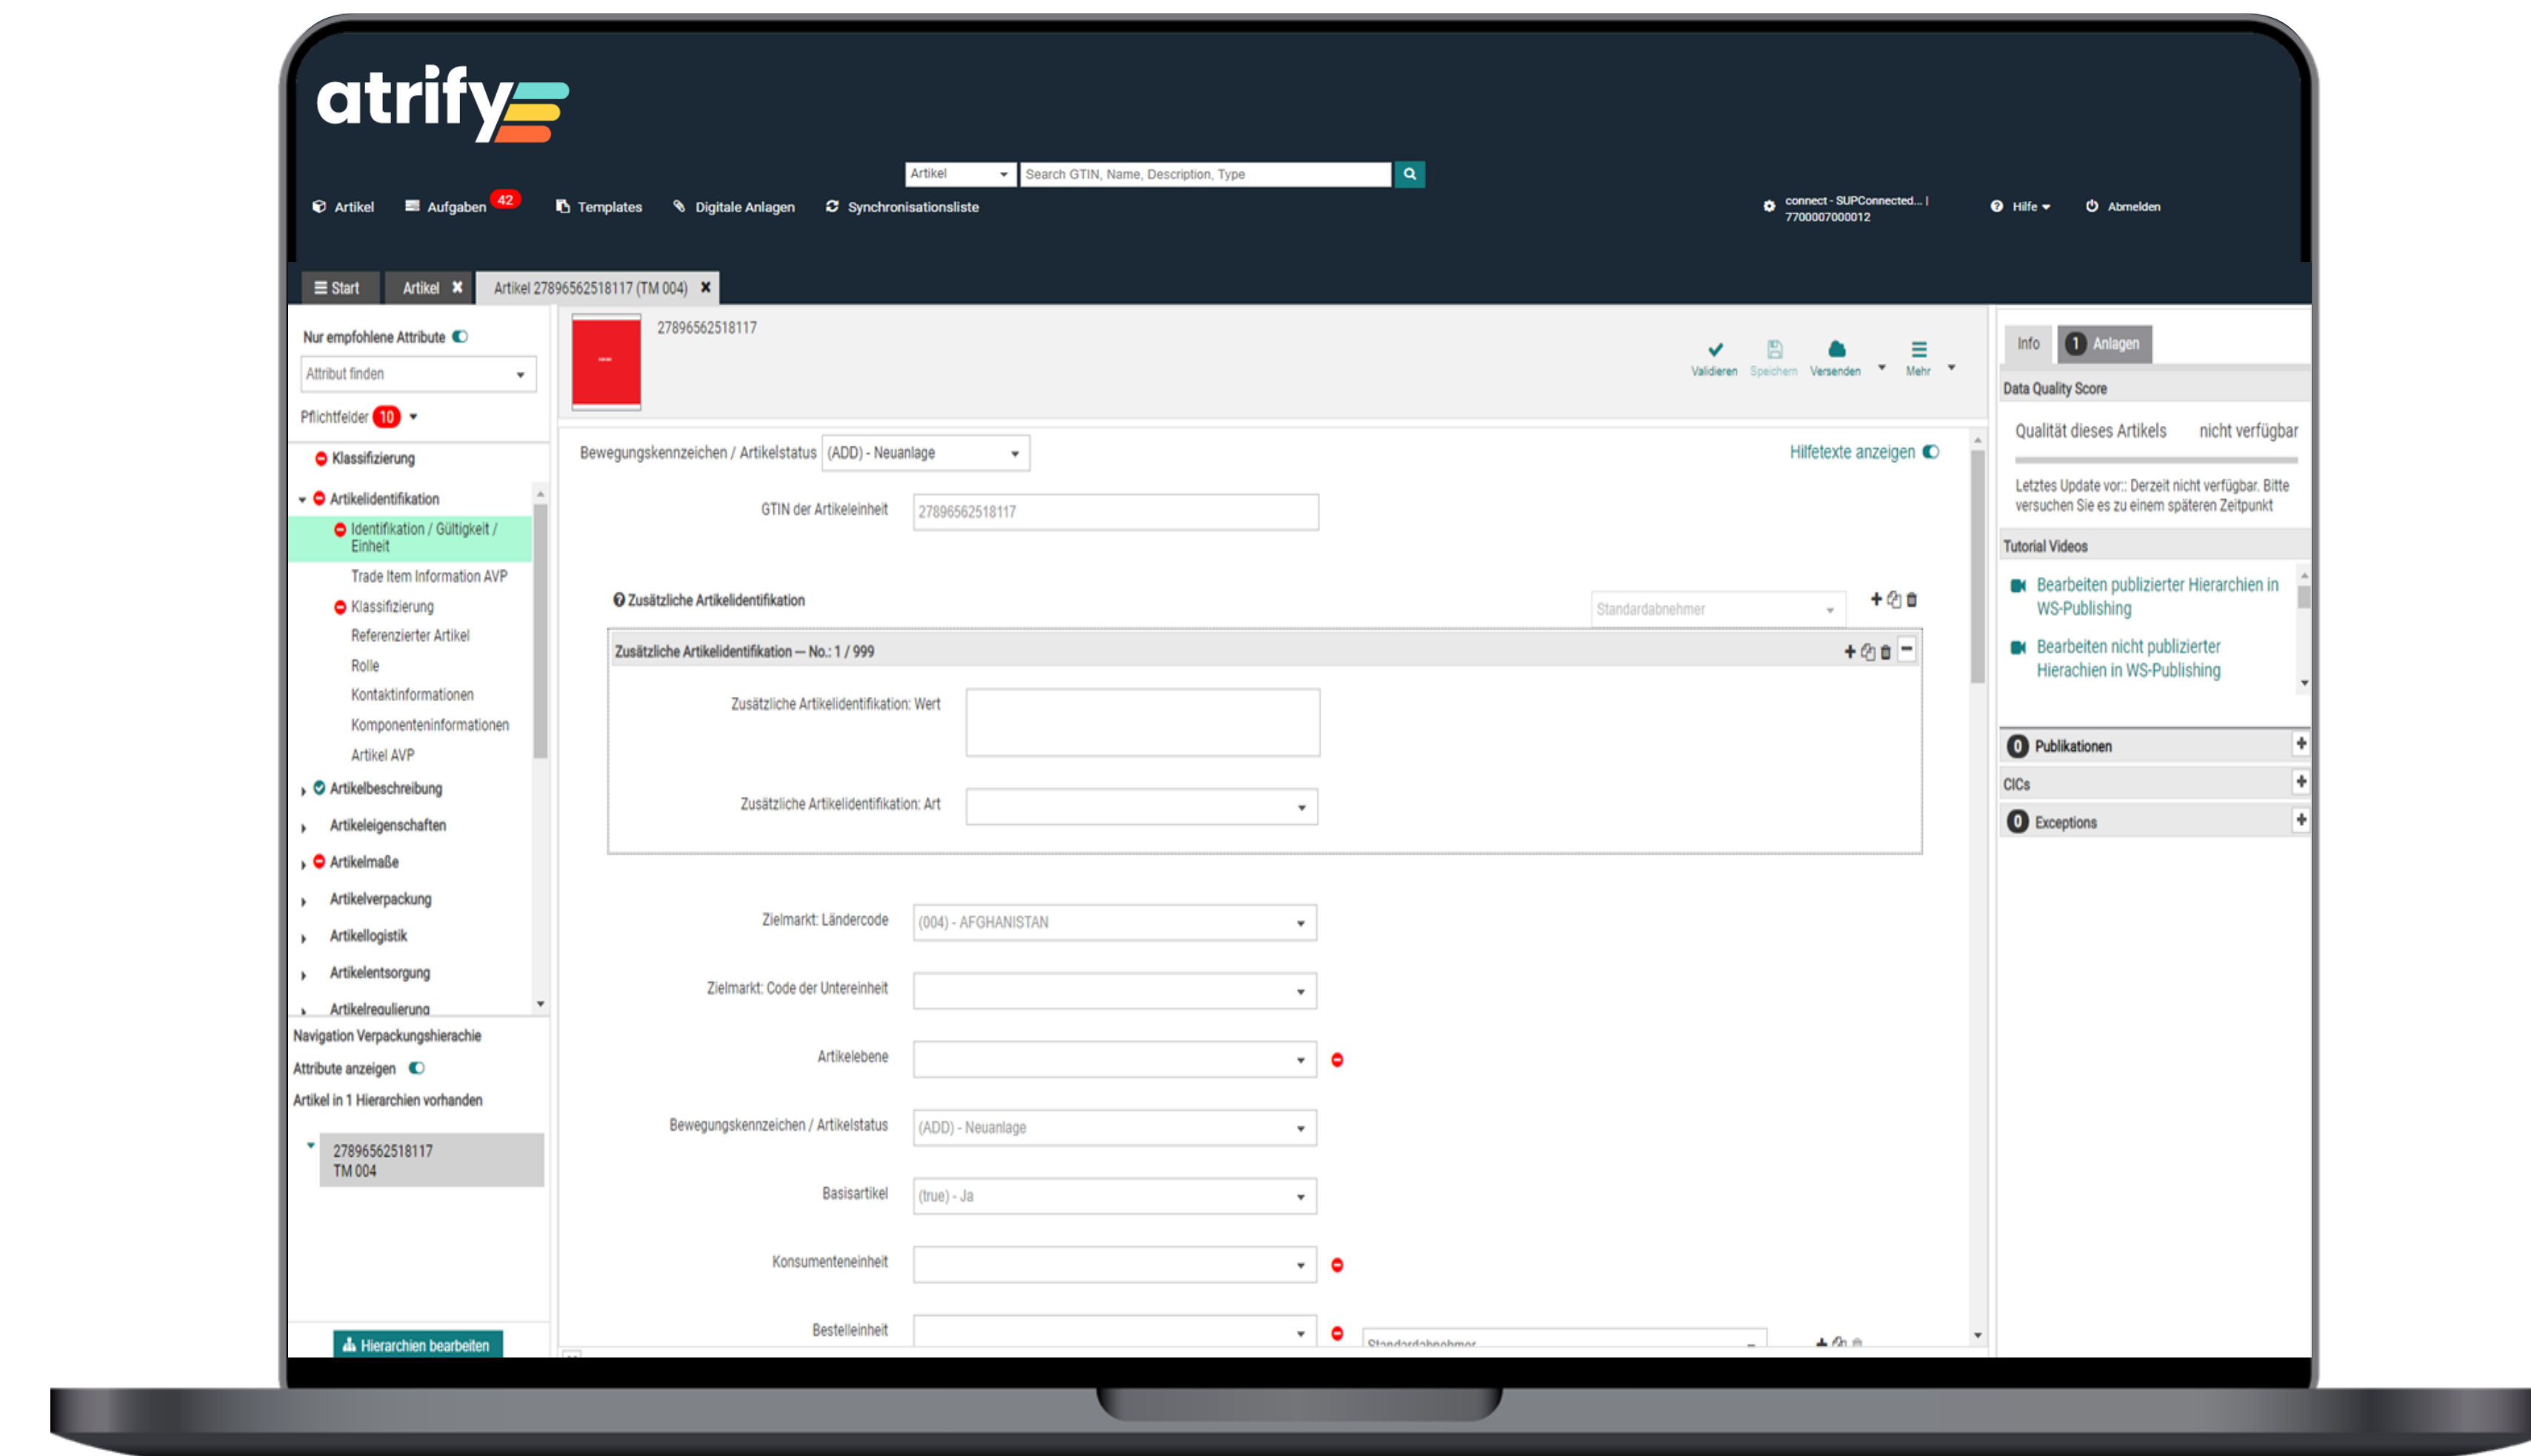 atrify
Artikel
Search GTIN, Name, Description, Type
Artikel
Aufgaben 42
Templates
Digitale Anlagen
Synchronisationsliste
connect - SUPConnected... |
7700007000012
Hilfe
Abmelden
Start
Artikel
Artikel 27896562518117 (TM 004)
Nur empfohlene Attribute
Attribut finden
Pflichtfelder 10
Klassifizierung
Artikelidentifikation
Identifikation / Gültigkeit /
Einheit
Trade Item Information AVP
Klassifizierung
Referenzierter Artikel
Rolle
Kontaktinformationen
Komponenteninformationen
Artikel AVP
Artikelbeschreibung
Artikeleigenschaften
Artikelmaße
Artikelverpackung
Artikellogistik
Artikelentsorgung
Artikelregulierung
Navigation Verpackungshierachie
Attribute anzeigen
Artikel in 1 Hierarchien vorhanden
27896562518117
TM 004
Hierarchien bearbeiten
27896562518117
Validieren
Speichern
Versenden
Mehr
Bewegungskennzeichen / Artikelstatus (ADD) - Neuanlage
Hilfetexte anzeigen
GTIN der Artikeleinheit 27896562518117
Zusätzliche Artikelidentifikation
Standardabnehmer
Zusätzliche Artikelidentifikation — No.: 1 / 999
Zusätzliche Artikelidentifikation: Wert
Zusätzliche Artikelidentifikation: Art
Zielmarkt: Ländercode (004) - AFGHANISTAN
Zielmarkt: Code der Untereinheit
Artikelebene
Bewegungskennzeichen / Artikelstatus (ADD) - Neuanlage
Basisartikel (true) - Ja
Konsumenteneinheit
Bestelleinheit
Standardabnehmer
Info
1 Anlagen
Data Quality Score
Qualität dieses Artikels nicht verfügbar
Letztes Update vor:: Derzeit nicht verfügbar. Bitte
versuchen Sie es zu einem späteren Zeitpunkt
Tutorial Videos
Bearbeiten publizierter Hierarchien in
WS-Publishing
Bearbeiten nicht publizierter
Hierachien in WS-Publishing
0 Publikationen
CICs
0 Exceptions